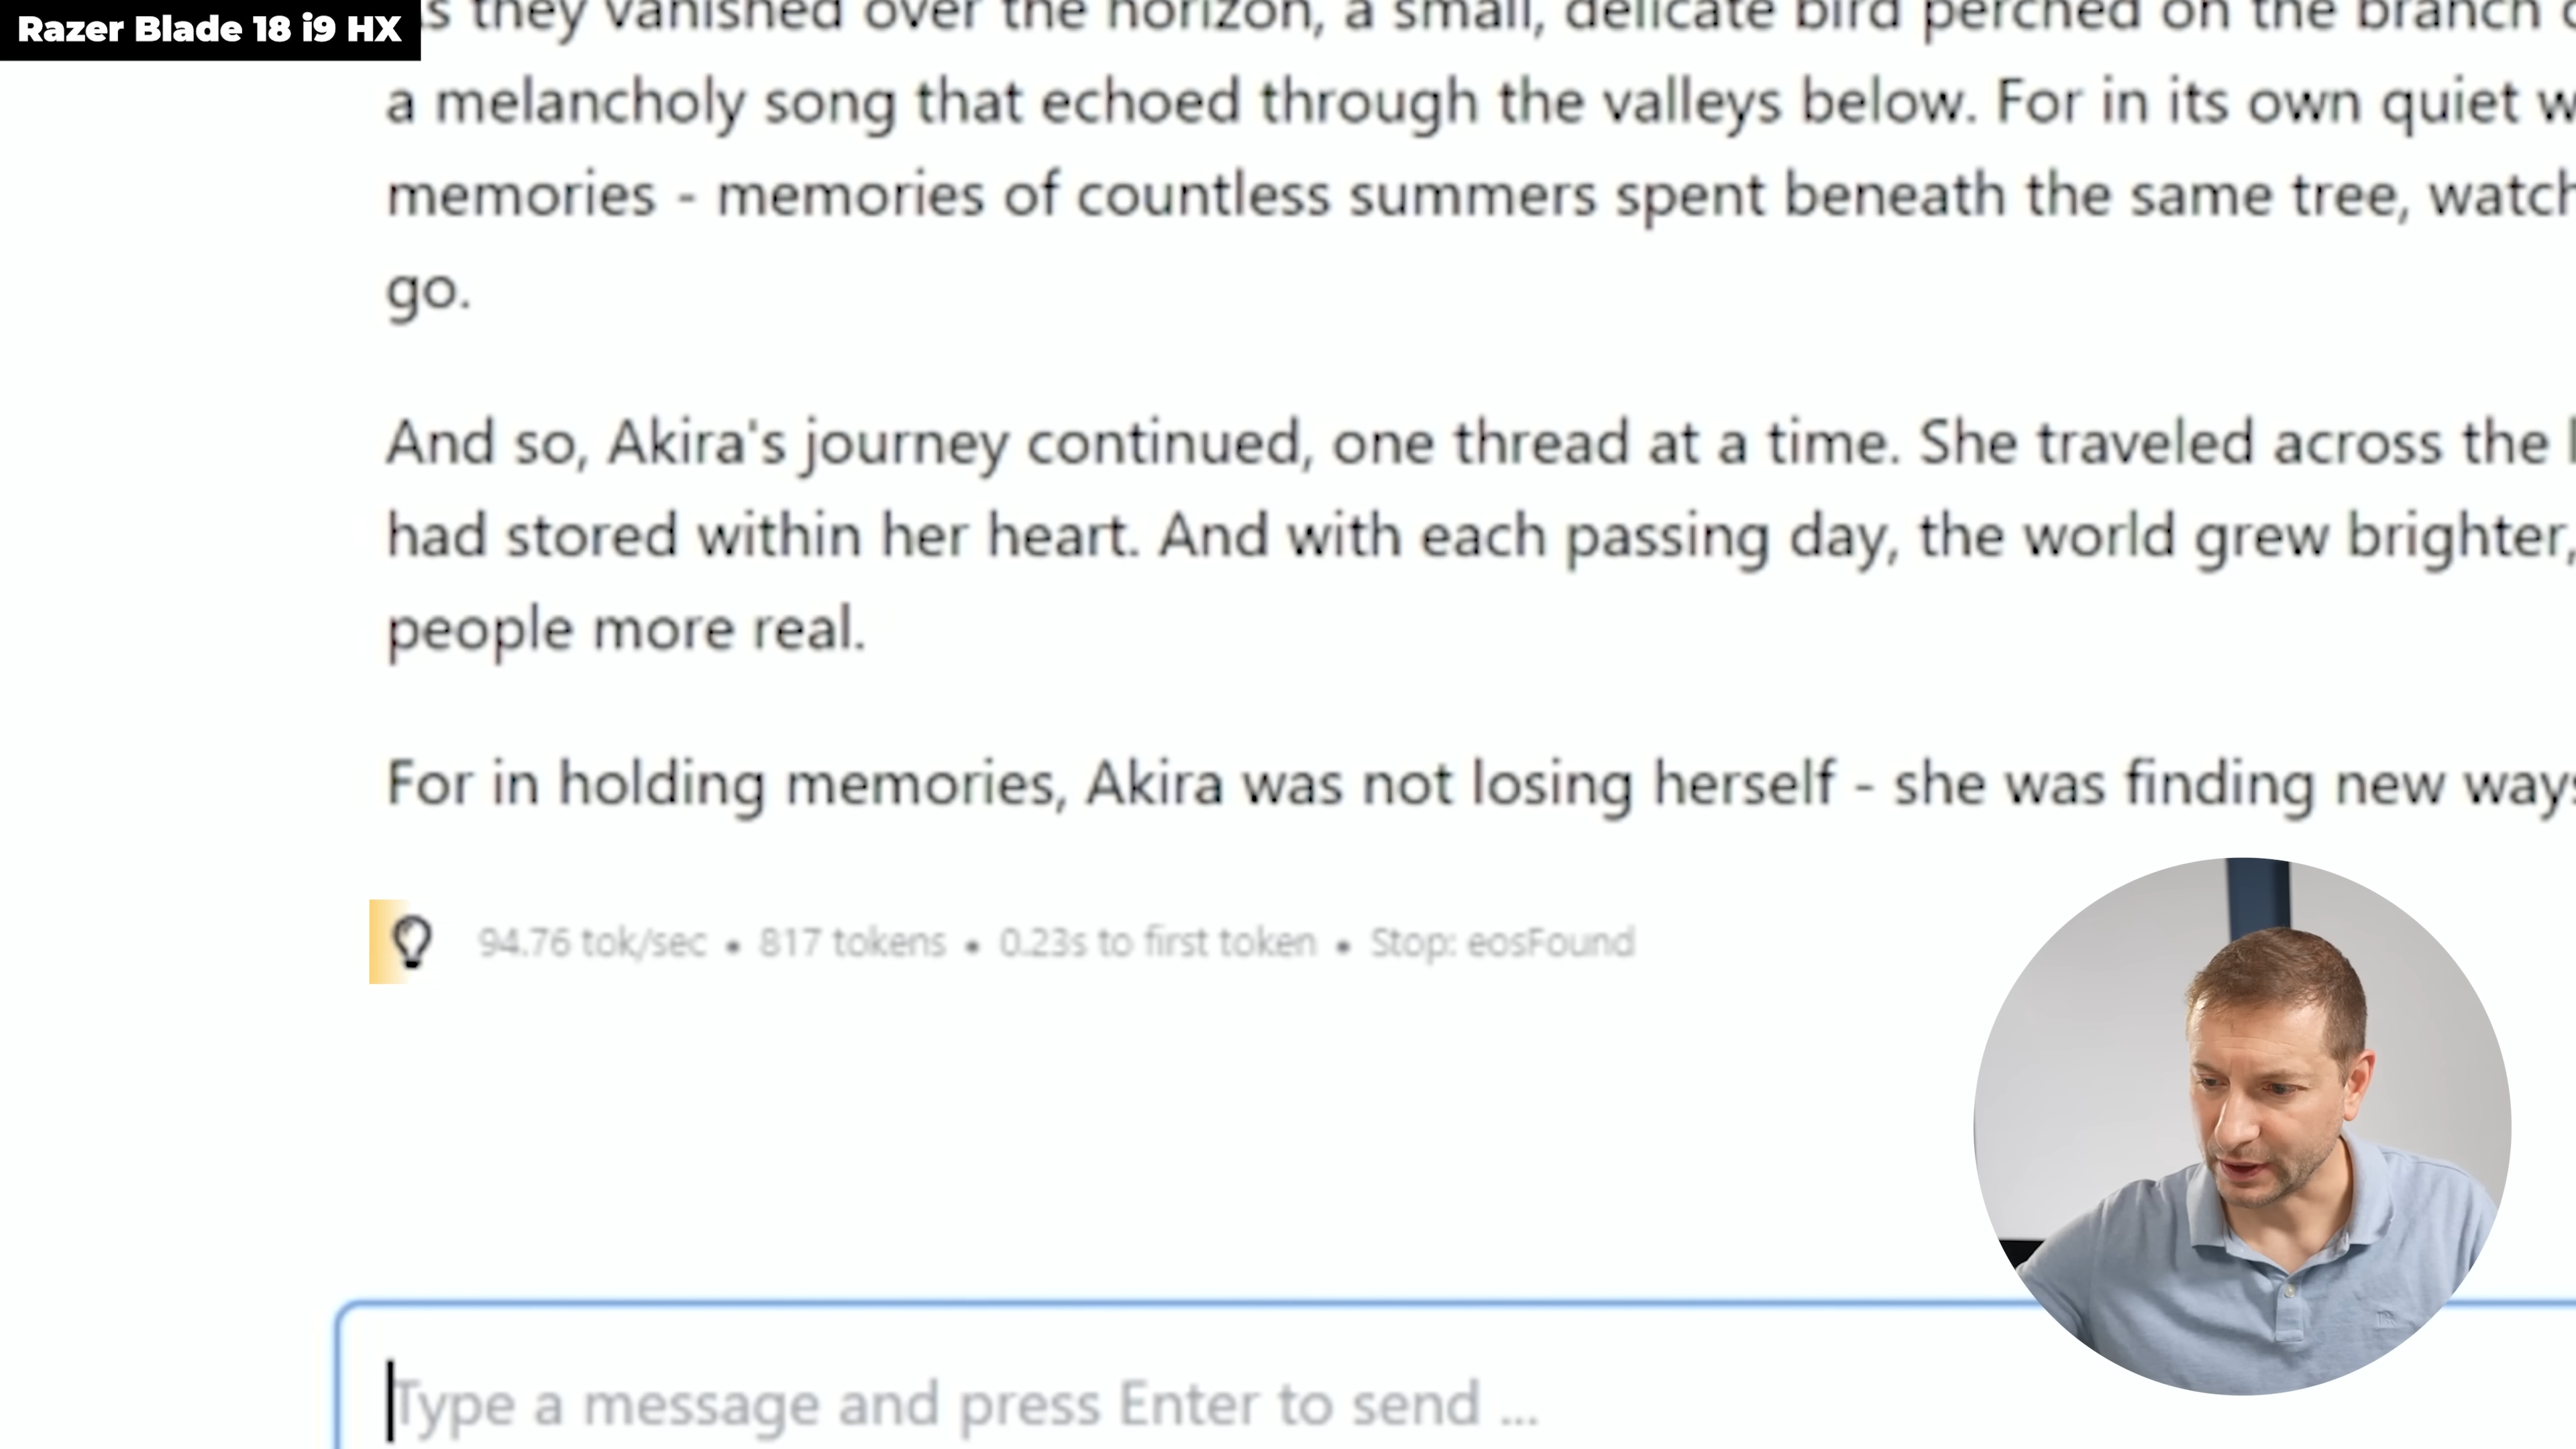 Razer Blade 18 i9 HX
s they vanished over the horizon, a small, delicate bird perched on the branch
a melancholy song that echoed through the valleys below. For in its own quiet
memories - memories of countless summers spent beneath the same tree, watch
go.
And so, Akira's journey continued, one thread at a time. She traveled across the
had stored within her heart. And with each passing day, the world grew brighter,
people more real.
For in holding memories, Akira was not losing herself - she was finding new ways
94.76 tok/sec • 817 tokens • 0.23s to first token • Stop: eosFound
Type a message and press Enter to send ...